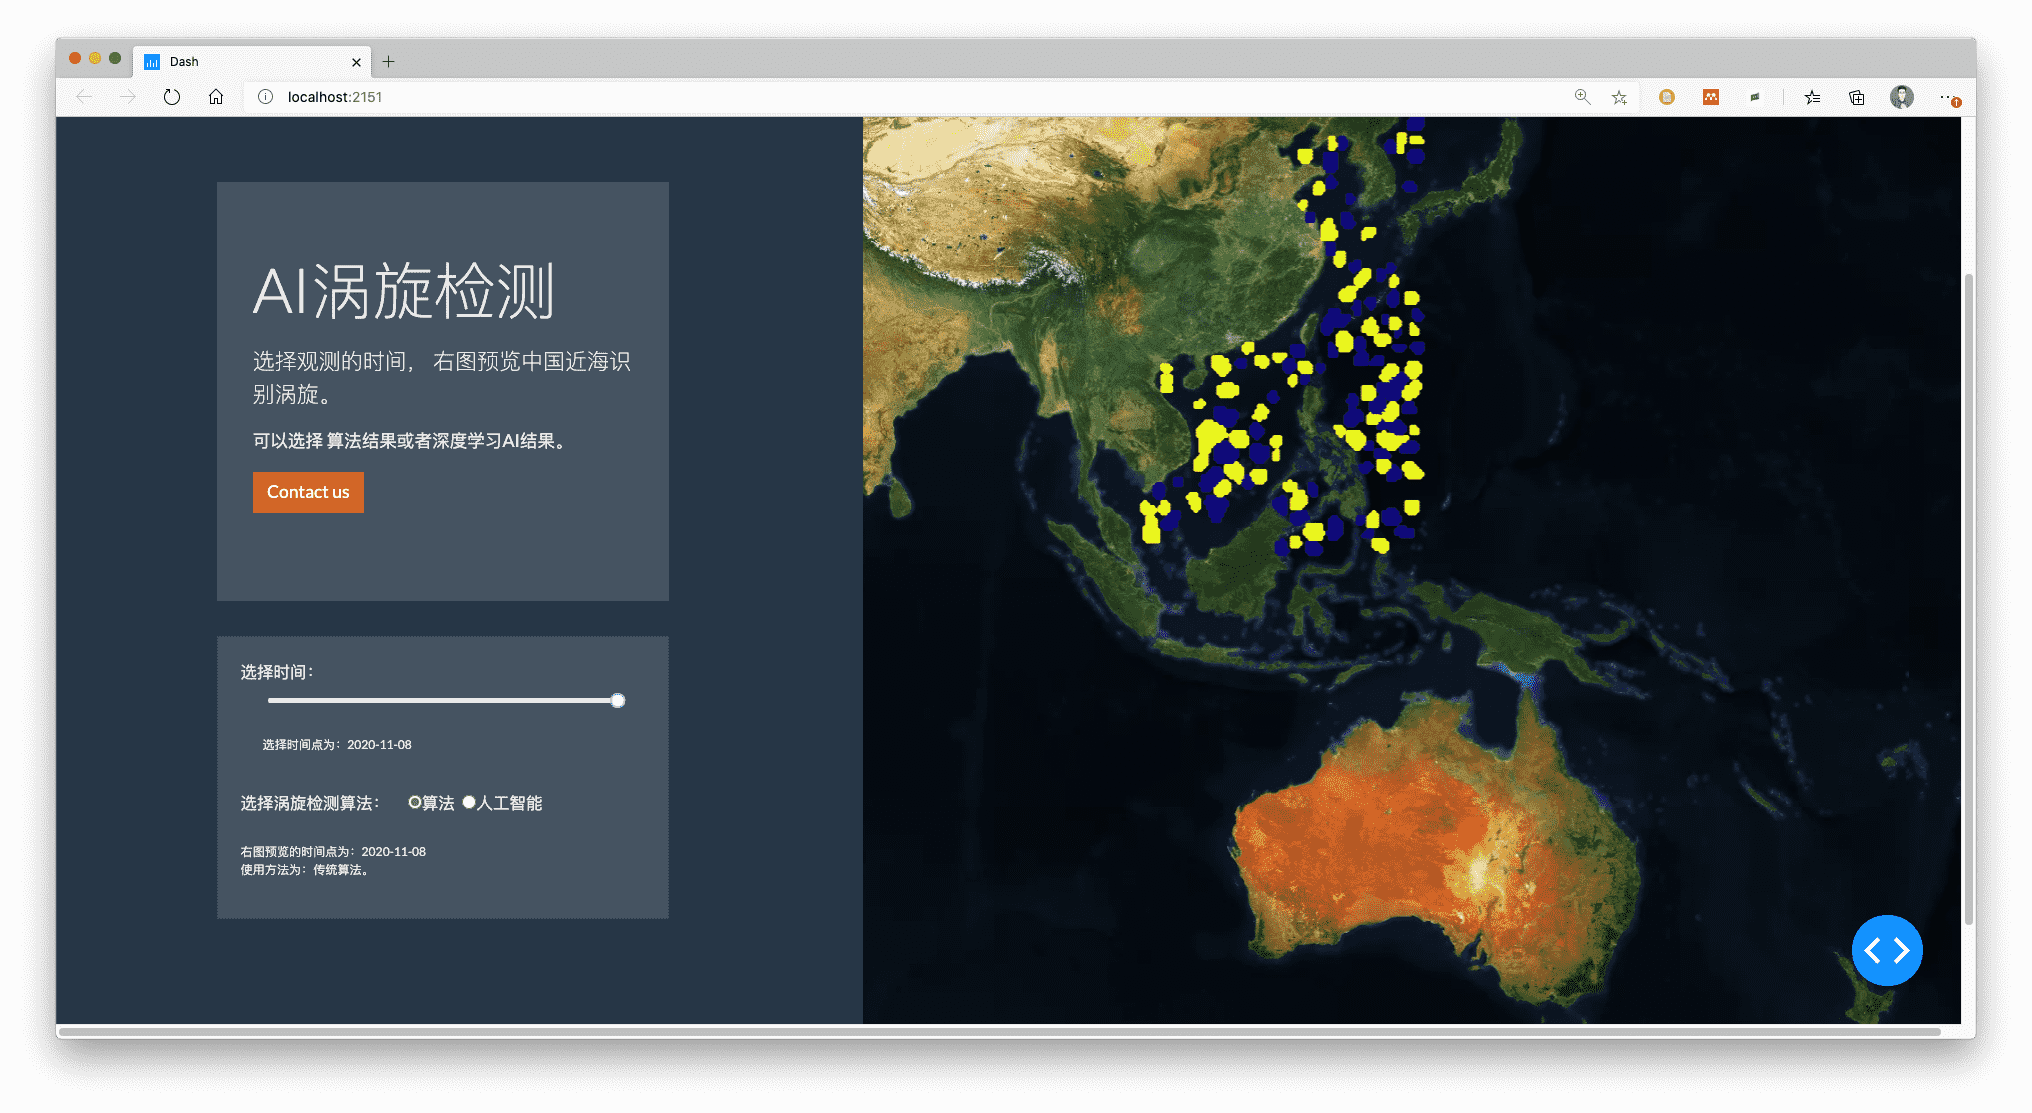 Dash
localhost:2151
AI涡旋检测
选择观测的时间， 右图预览中国近海识
别涡旋。
可以选择 算法结果或者深度学习AI结果。
Contact us
选择时间：
选择时间点为：2020-11-08
选择涡旋检测算法： 算法 人工智能
右图预览的时间点为：2020-11-08
使用方法为：传统算法。